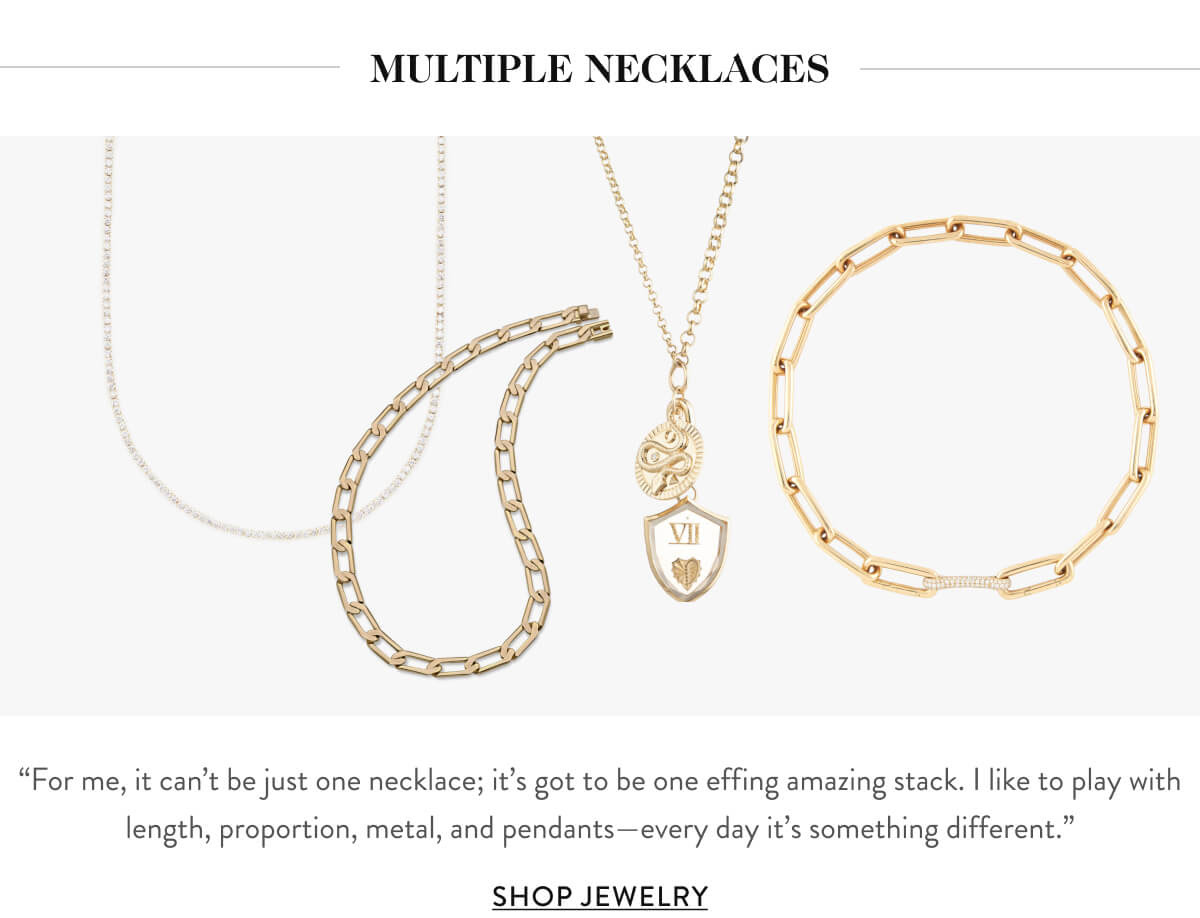 MULTIPLE NECKLACES
VII
“For me, it can’t be just one necklace; it’s got to be one effing amazing stack. I like to play with
length, proportion, metal, and pendants—every day it’s something different.”
SHOP JEWELRY